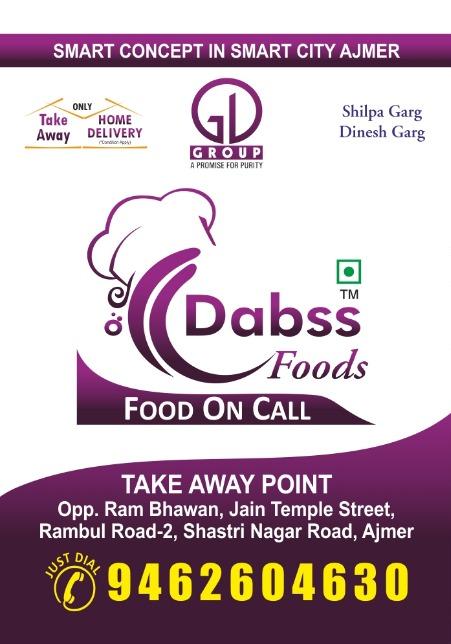 SMART CONCEPT IN SMART CITY AJMER
ONLY
Take Away
HOME DELIVERY
(*Condition Apply)
GL
GROUP
A PROMISE FOR PURITY
Shilpa Garg
Dinesh Garg
TM
Dabss
Foods
FOOD ON CALL
TAKE AWAY POINT
Opp. Ram Bhawan, Jain Temple Street,
Rambul Road-2, Shastri Nagar Road, Ajmer
JUST DIAL
9462604630